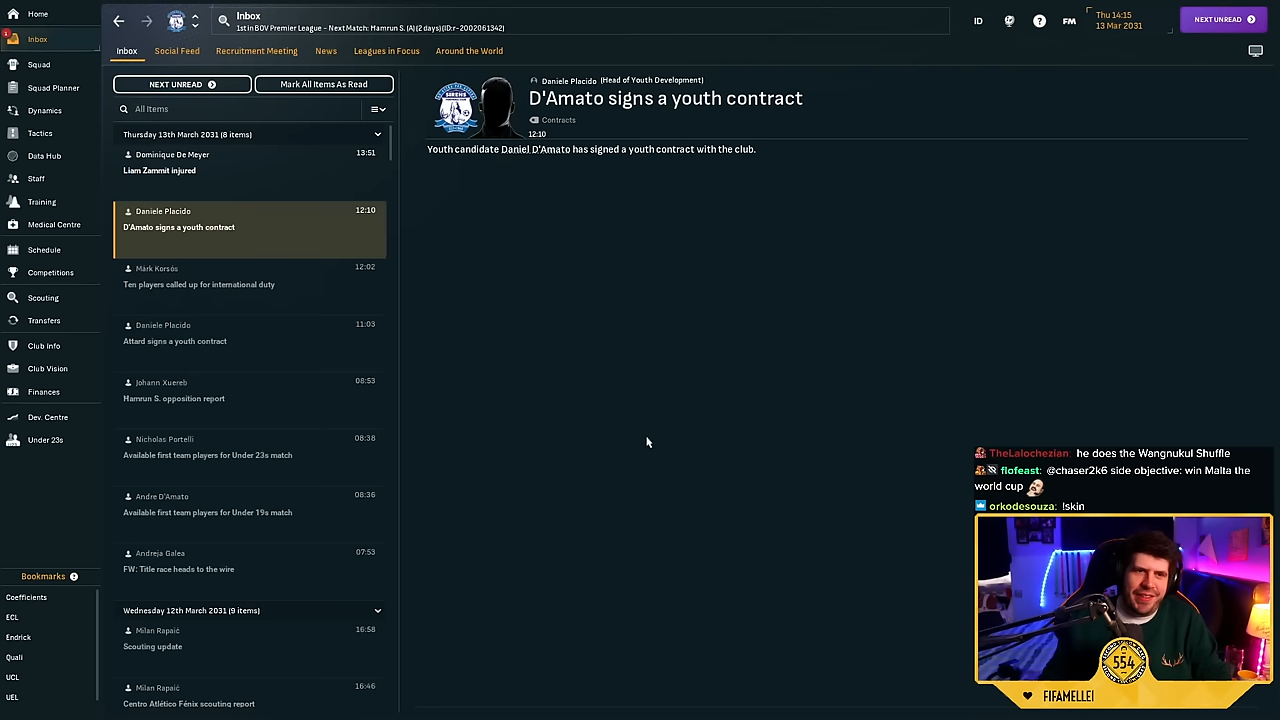 Home
Inbox
Squad
Squad Planner
Dynamics
Tactics
Data Hub
Staff
Training
Medical Centre
Schedule
Competitions
Scouting
Transfers
Club Info
Club Vision
Finances
Dev. Centre
Under 23s
Bookmarks
Coefficients
ECL
Endrick
Quali
UCL
UEL
Inbox
1st in BOV Premier League - Next Match: Hamrun S. (A) (2 days) (ID:r-2002061342)
ID
FM
Thu 14:15
13 Mar 2031
NEXT UNREAD
Inbox Social Feed Recruitment Meeting News Leagues in Focus Around the World
NEXT UNREAD Mark All Items As Read
All Items
Thursday 13th March 2031 (8 items)
Dominique De Meyer 13:51
Liam Zammit injured
Daniele Placido 12:10
D'Amato signs a youth contract
Márk Korsós 12:02
Ten players called up for international duty
Daniele Placido 11:03
Attard signs a youth contract
Johann Xuereb 08:53
Hamrun S. opposition report
Nicholas Portelli 08:38
Available first team players for Under 23s match
Andre D'Amato 08:36
Available first team players for Under 19s match
Andreja Galea 07:53
FW: Title race heads to the wire
Wednesday 12th March 2031 (9 items)
Milan Rapaić 16:58
Scouting update
Milan Rapaić 16:46
Centro Atlético Fénix scouting report
SIRENS
Daniele Placido (Head of Youth Development)
D'Amato signs a youth contract
Contracts
12:10
Youth candidate Daniel D'Amato has signed a youth contract with the club.
TheLalochezian: he does the Wangnukul Shuffle
flofeast: @chaser2k6 side objective: win Malta the
world cup
orkodesouza: !skin
554
FIFAMELLEI